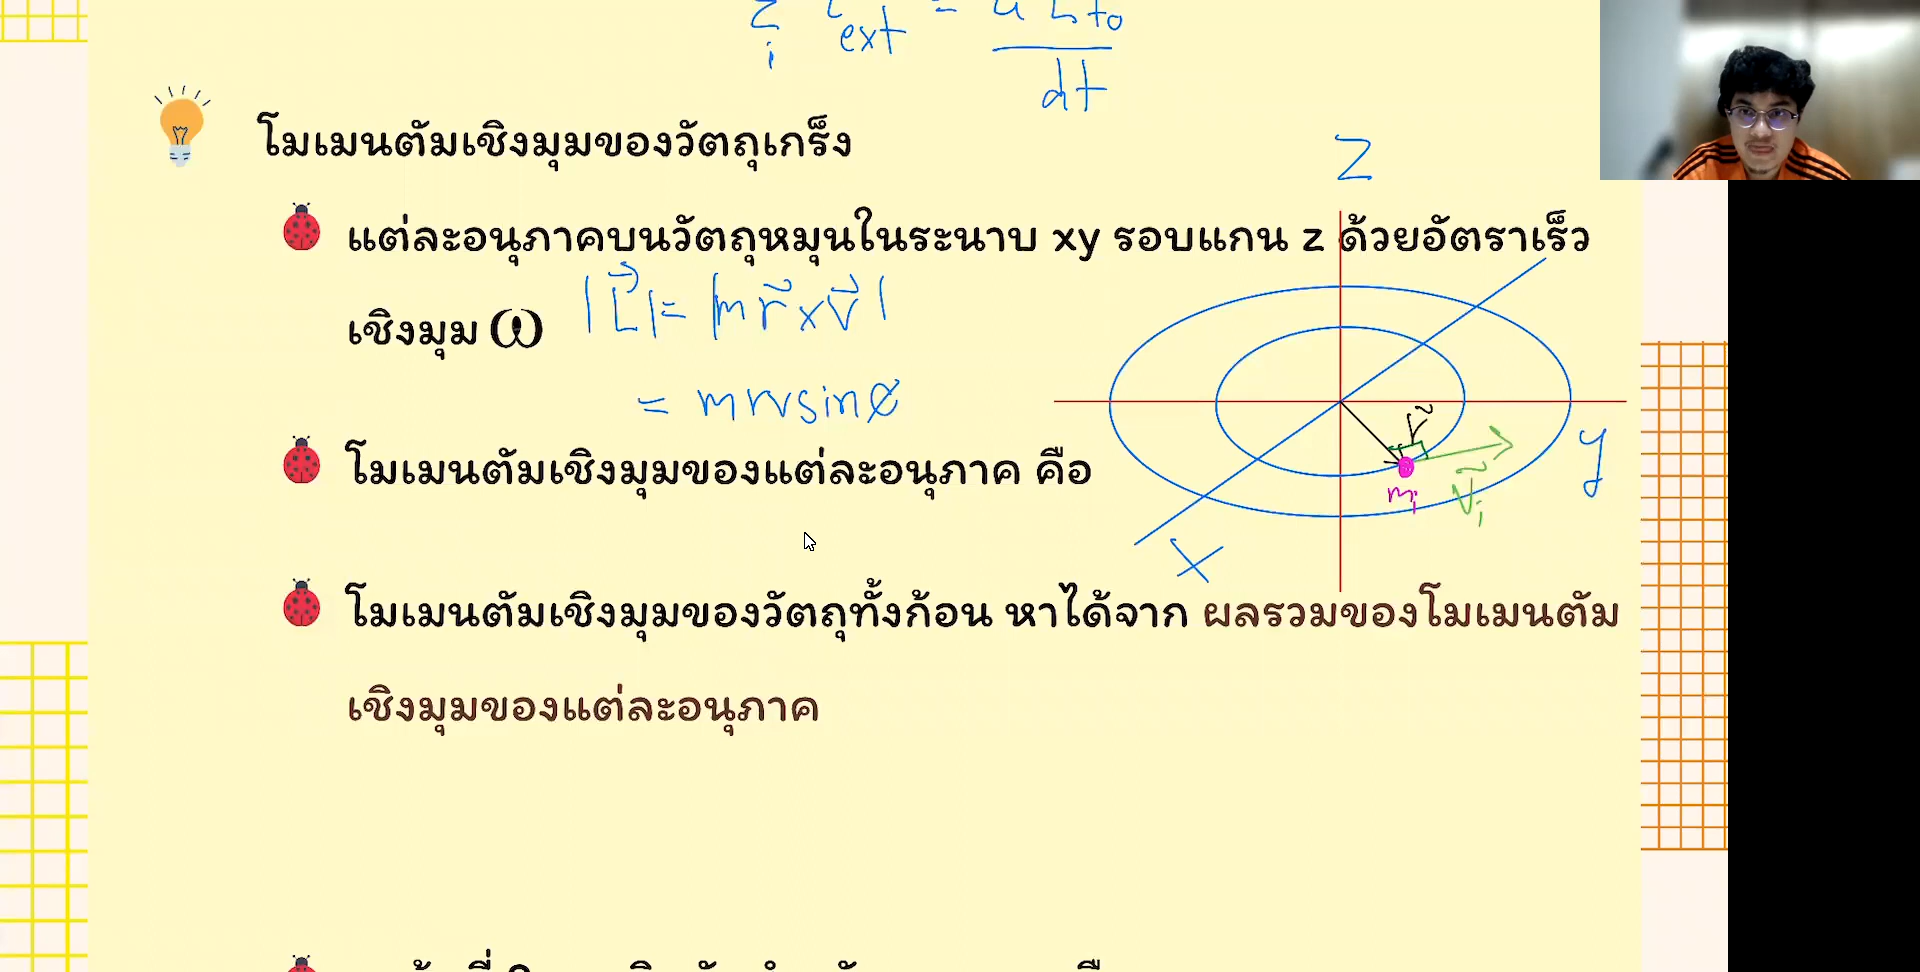 ext
i
dt
โมเมนตัมเชิงมุมของวัตถุเกร็ง
Z
แต่ละอนุภาคบนวัตถุหมุนในระนาบ xy รอบแกน z ด้วยอัตราเร็ว
เชิงมุม ω |L⃗| = |m r⃗ x v⃗|
= mrvsinφ
r⃗
y
โมเมนตัมเชิงมุมของแต่ละอนุภาค คือ
mᵢ
v⃗ᵢ
x
โมเมนตัมเชิงมุมของวัตถุทั้งก้อน หาได้จาก ผลรวมของโมเมนตัม
เชิงมุมของแต่ละอนุภาค